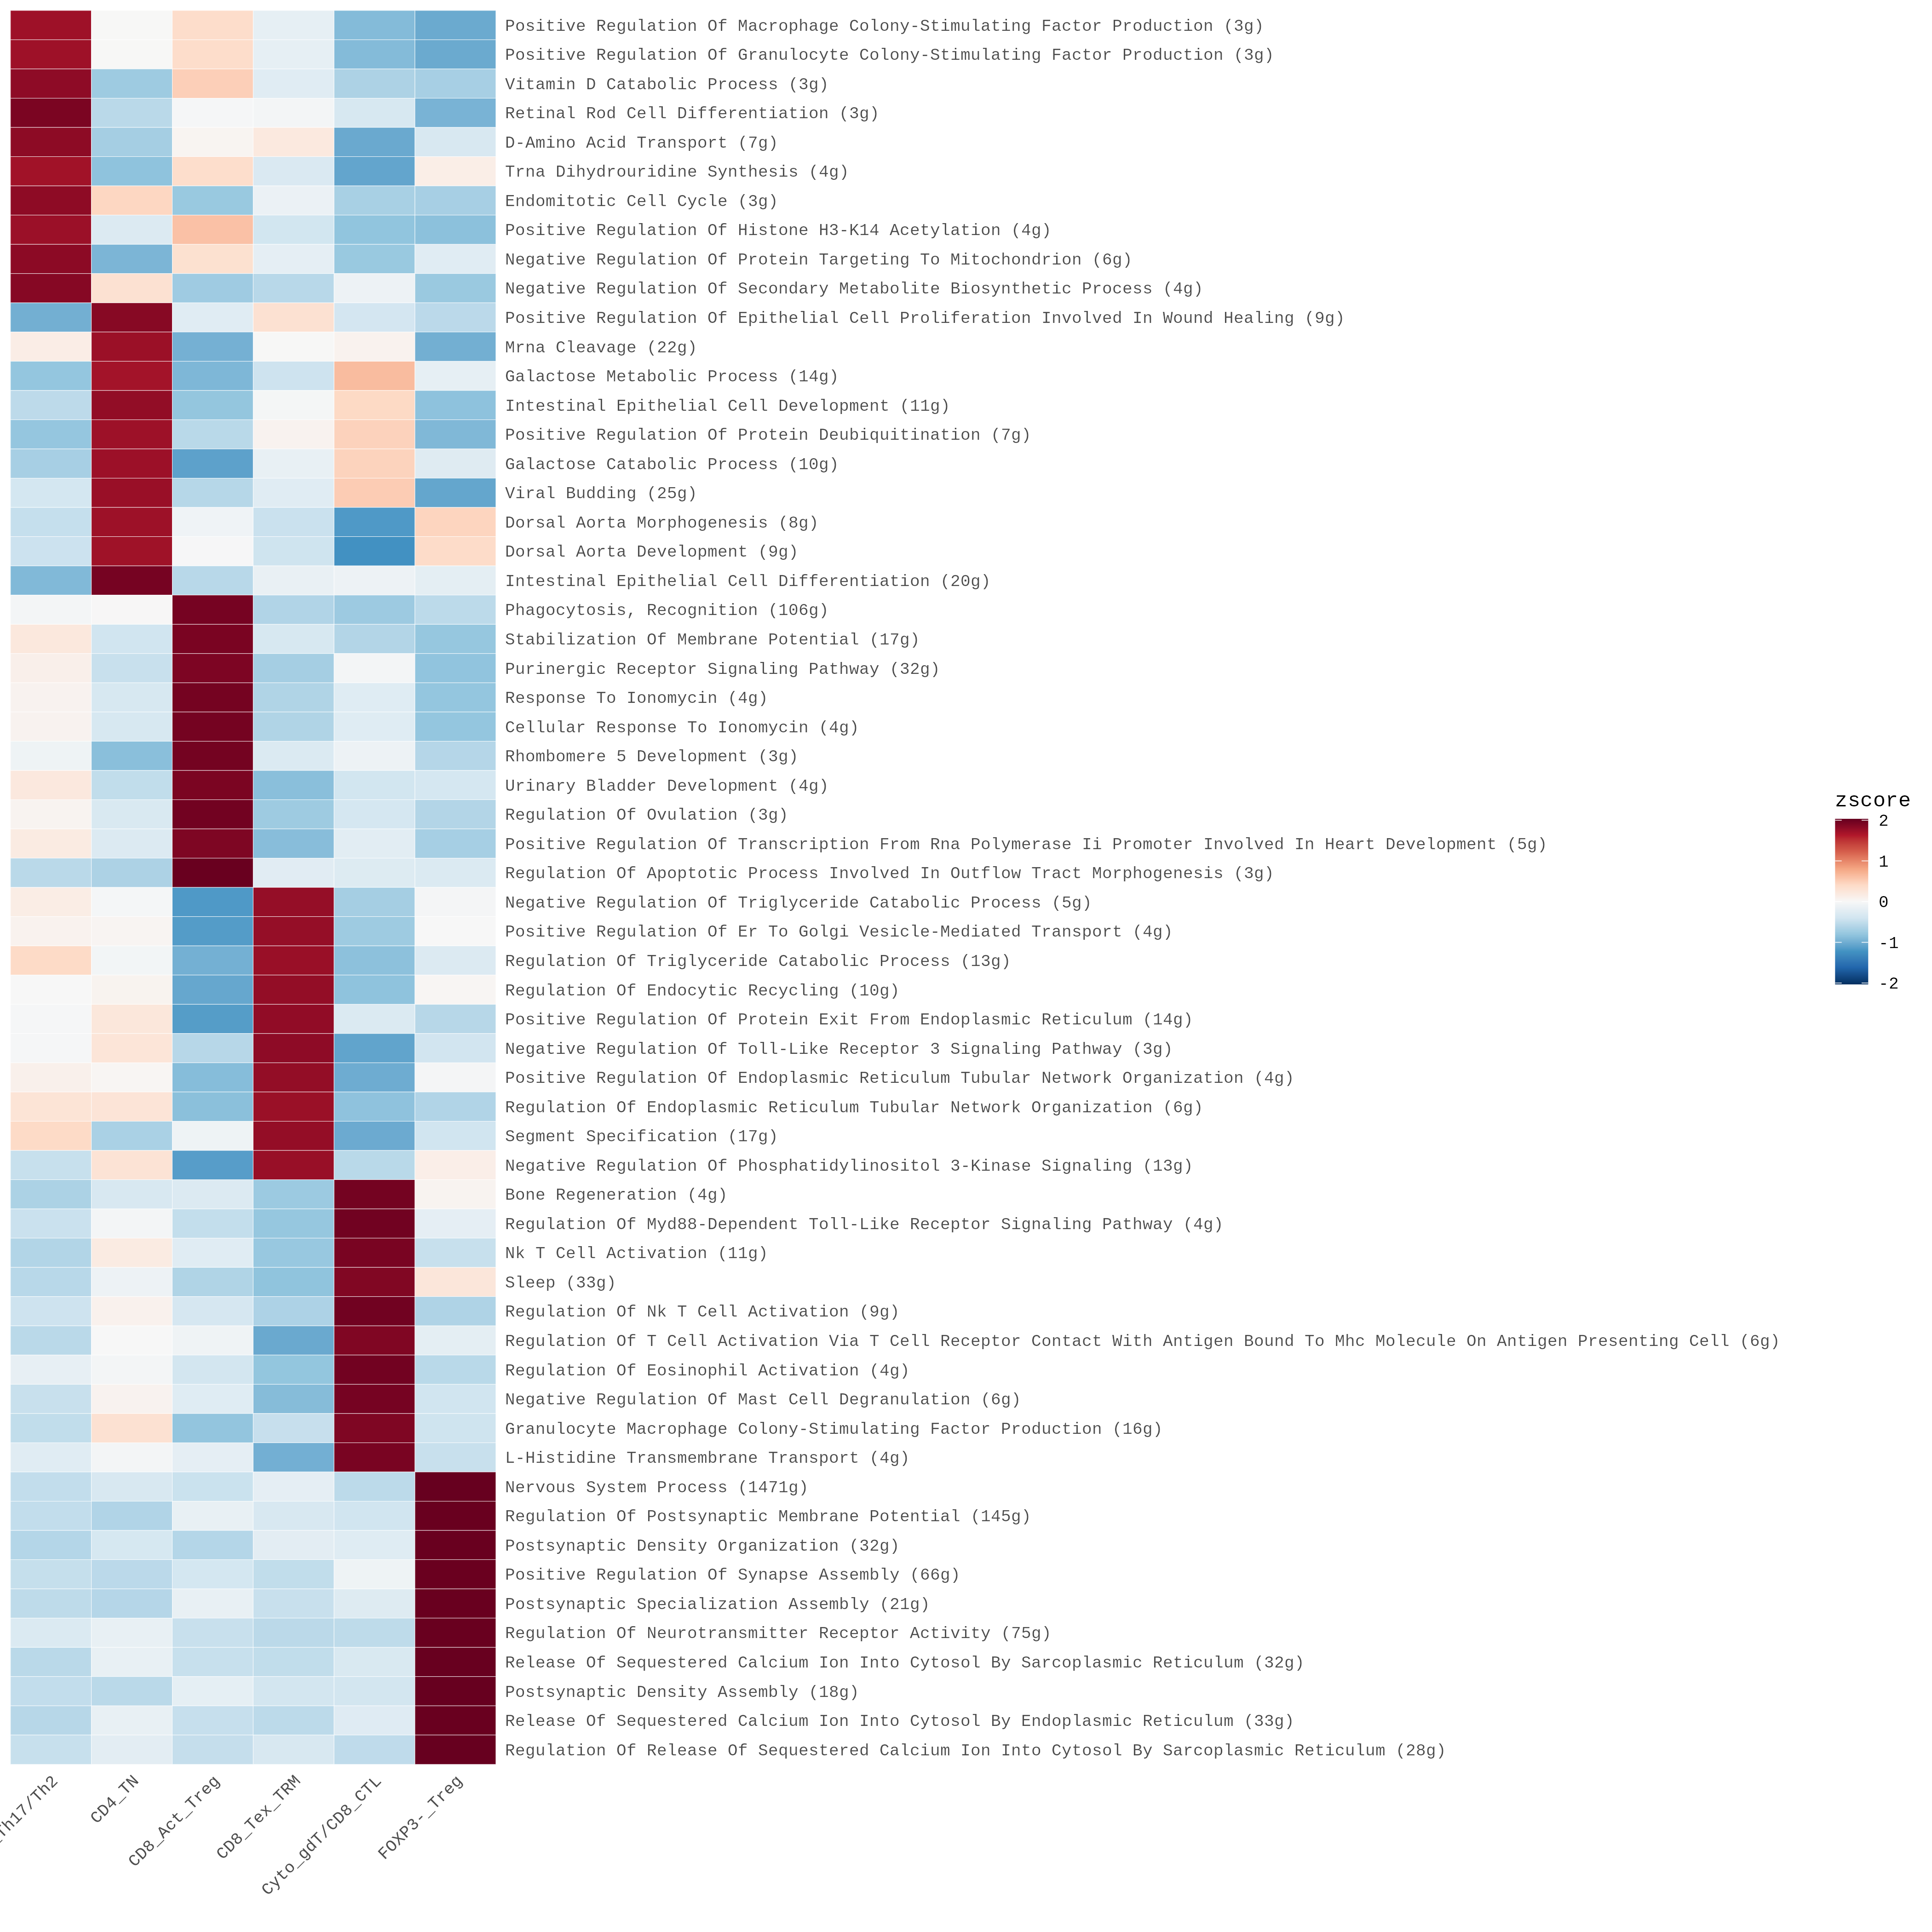 Positive Regulation Of Macrophage Colony-Stimulating Factor Production (3g)
Positive Regulation Of Granulocyte Colony-Stimulating Factor Production (3g)
Vitamin D Catabolic Process (3g)
Retinal Rod Cell Differentiation (3g)
D-Amino Acid Transport (7g)
Trna Dihydrouridine Synthesis (4g)
Endomitotic Cell Cycle (3g)
Positive Regulation Of Histone H3-K14 Acetylation (4g)
Negative Regulation Of Protein Targeting To Mitochondrion (6g)
Negative Regulation Of Secondary Metabolite Biosynthetic Process (4g)
Positive Regulation Of Epithelial Cell Proliferation Involved In Wound Healing (9g)
Mrna Cleavage (22g)
Galactose Metabolic Process (14g)
Intestinal Epithelial Cell Development (11g)
Positive Regulation Of Protein Deubiquitination (7g)
Galactose Catabolic Process (10g)
Viral Budding (25g)
Dorsal Aorta Morphogenesis (8g)
Dorsal Aorta Development (9g)
Intestinal Epithelial Cell Differentiation (20g)
Phagocytosis, Recognition (106g)
Stabilization Of Membrane Potential (17g)
Purinergic Receptor Signaling Pathway (32g)
Response To Ionomycin (4g)
Cellular Response To Ionomycin (4g)
Rhombomere 5 Development (3g)
Urinary Bladder Development (4g)
Regulation Of Ovulation (3g)
Positive Regulation Of Transcription From Rna Polymerase Ii Promoter Involved In Heart Development (5g)
Regulation Of Apoptotic Process Involved In Outflow Tract Morphogenesis (3g)
Negative Regulation Of Triglyceride Catabolic Process (5g)
Positive Regulation Of Er To Golgi Vesicle-Mediated Transport (4g)
Regulation Of Triglyceride Catabolic Process (13g)
Regulation Of Endocytic Recycling (10g)
Positive Regulation Of Protein Exit From Endoplasmic Reticulum (14g)
Negative Regulation Of Toll-Like Receptor 3 Signaling Pathway (3g)
Positive Regulation Of Endoplasmic Reticulum Tubular Network Organization (4g)
Regulation Of Endoplasmic Reticulum Tubular Network Organization (6g)
Segment Specification (17g)
Negative Regulation Of Phosphatidylinositol 3-Kinase Signaling (13g)
Bone Regeneration (4g)
Regulation Of Myd88-Dependent Toll-Like Receptor Signaling Pathway (4g)
Nk T Cell Activation (11g)
Sleep (33g)
Regulation Of Nk T Cell Activation (9g)
Regulation Of T Cell Activation Via T Cell Receptor Contact With Antigen Bound To Mhc Molecule On Antigen Presenting Cell (6g)
Regulation Of Eosinophil Activation (4g)
Negative Regulation Of Mast Cell Degranulation (6g)
Granulocyte Macrophage Colony-Stimulating Factor Production (16g)
L-Histidine Transmembrane Transport (4g)
Nervous System Process (1471g)
Regulation Of Postsynaptic Membrane Potential (145g)
Postsynaptic Density Organization (32g)
Positive Regulation Of Synapse Assembly (66g)
Postsynaptic Specialization Assembly (21g)
Regulation Of Neurotransmitter Receptor Activity (75g)
Release Of Sequestered Calcium Ion Into Cytosol By Sarcoplasmic Reticulum (32g)
Postsynaptic Density Assembly (18g)
Release Of Sequestered Calcium Ion Into Cytosol By Endoplasmic Reticulum (33g)
Regulation Of Release Of Sequestered Calcium Ion Into Cytosol By Sarcoplasmic Reticulum (28g)
zscore
2
1
0
-1
-2
_Th17/Th2
CD4_TN
CD8_Act_Treg
CD8_Tex_TRM
Cyto_gdT/CD8_CTL
FOXP3-_Treg